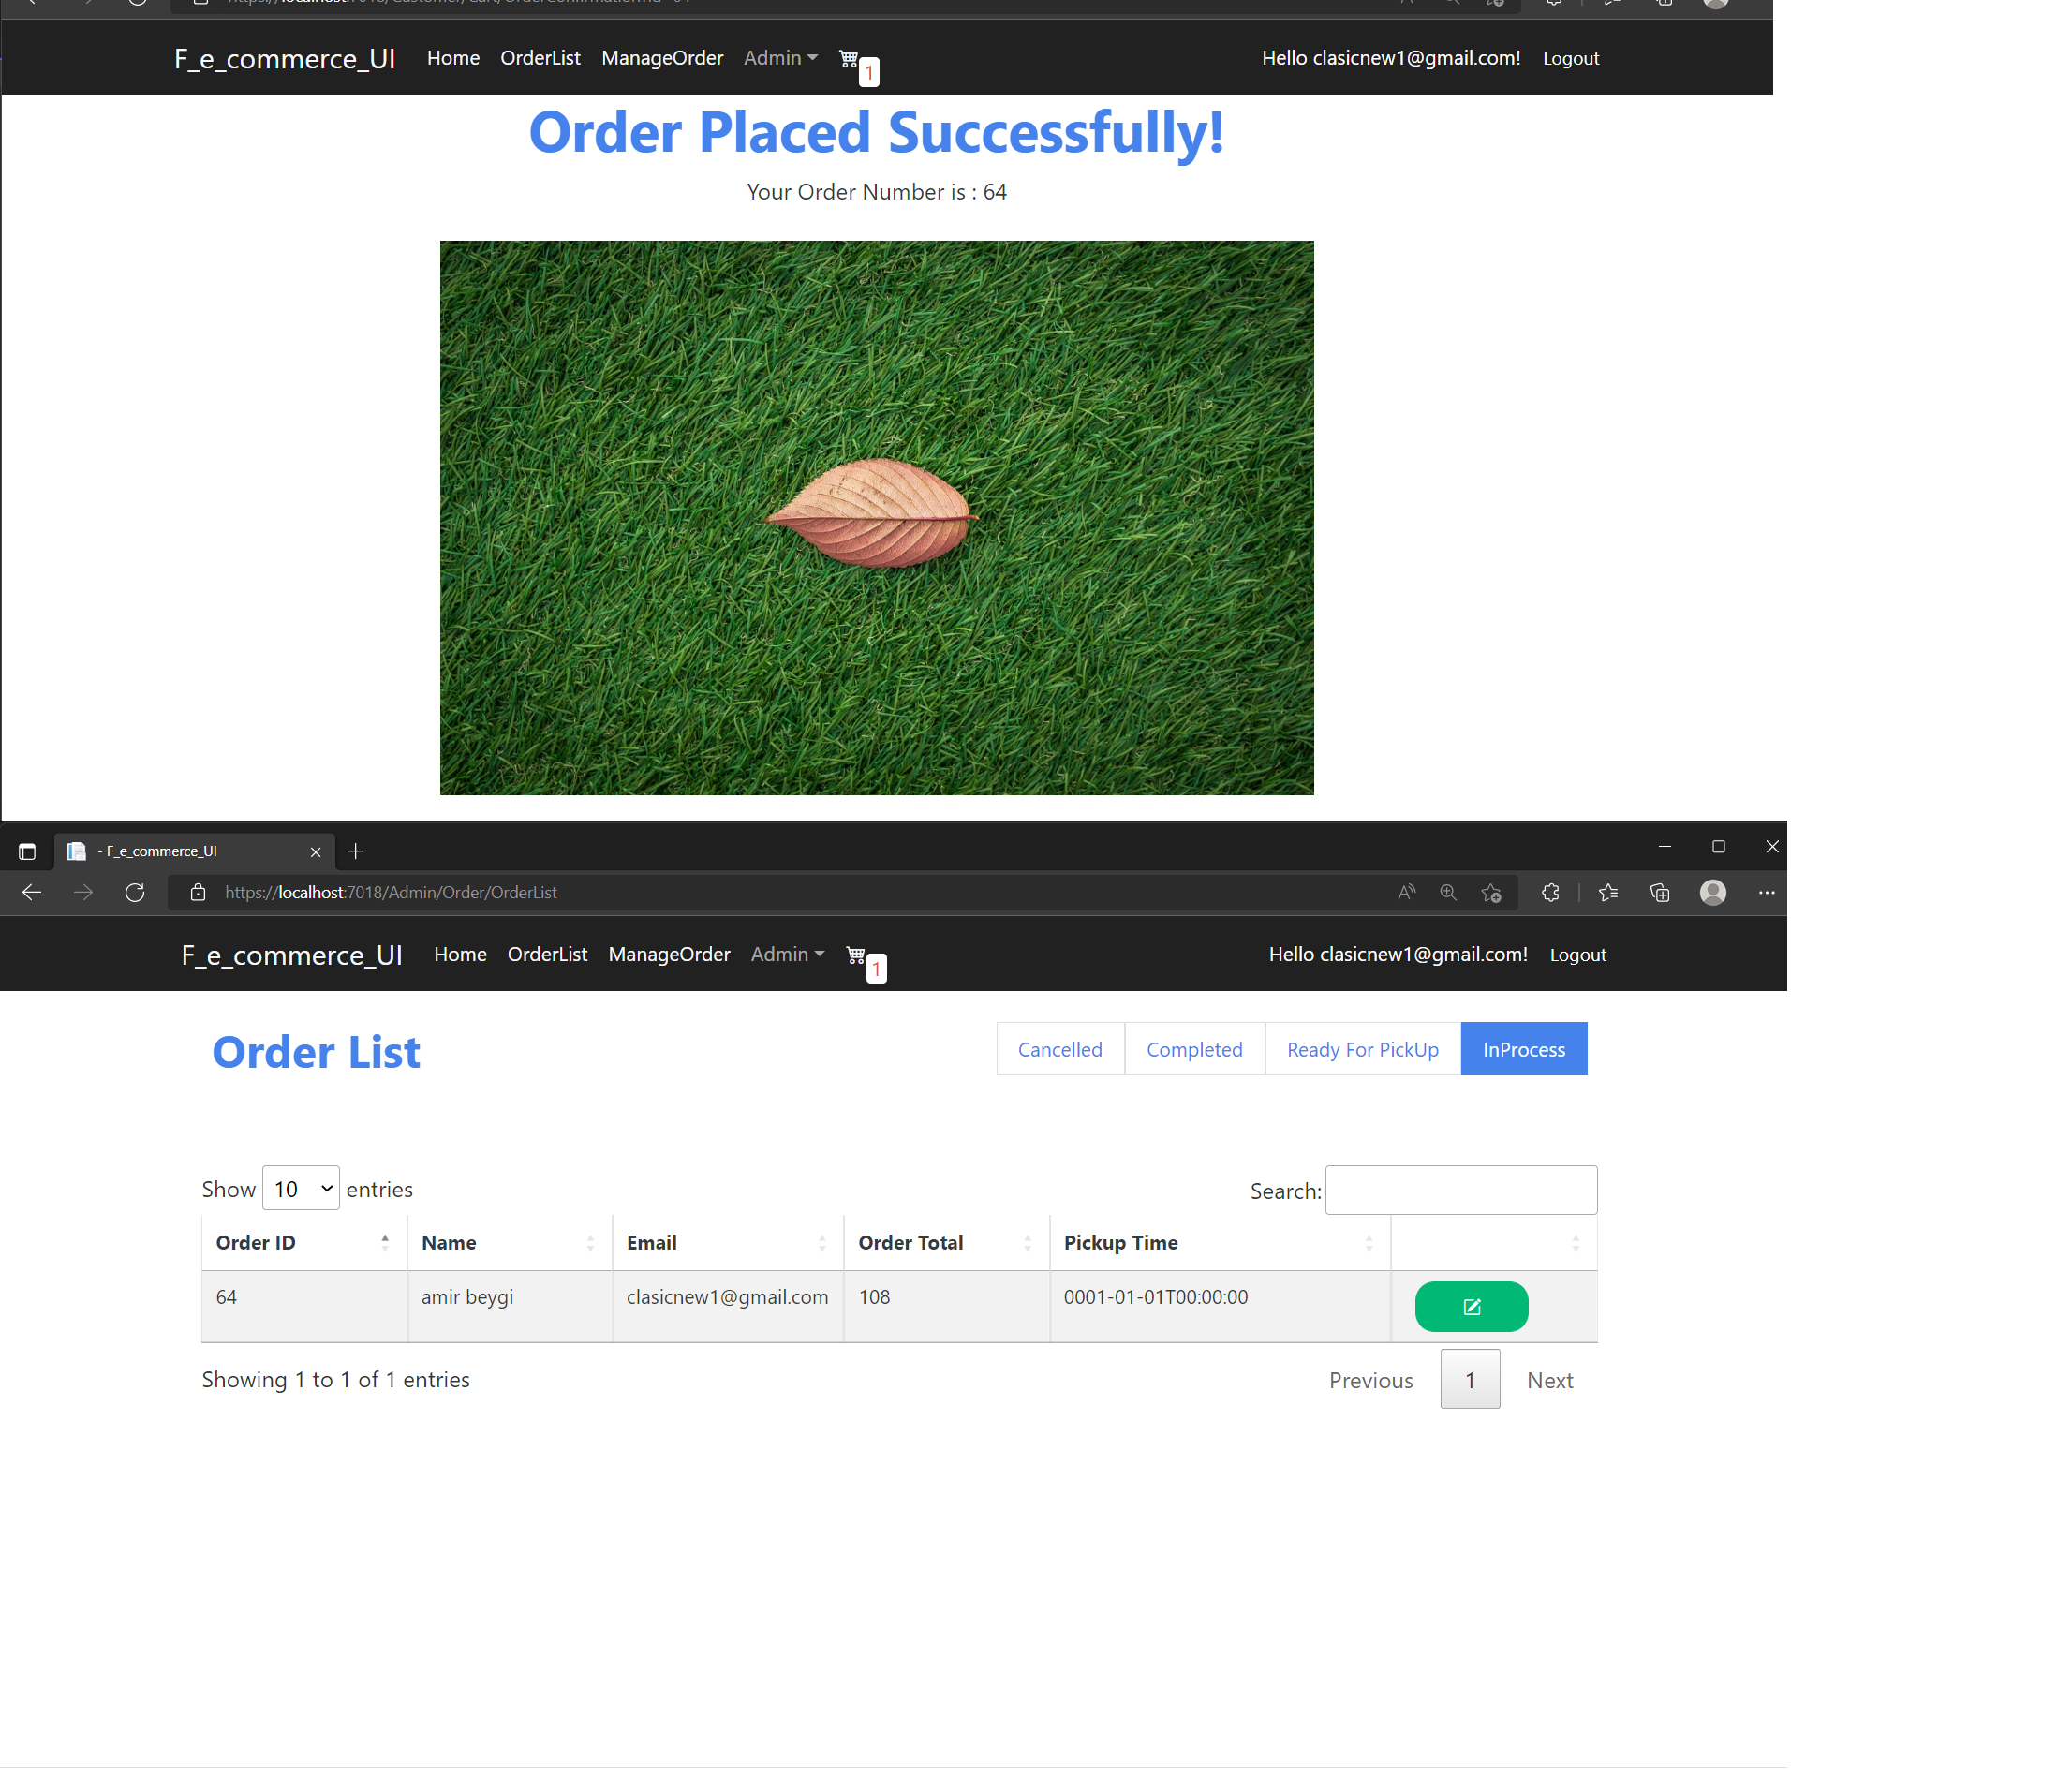 F_e_commerce_UI Home OrderList ManageOrder Admin 1 Hello clasicnew1@gmail.com! Logout
Order Placed Successfully!
Your Order Number is : 64
- F_e_commerce_UI
https://localhost:7018/Admin/Order/OrderList
F_e_commerce_UI Home OrderList ManageOrder Admin 1 Hello clasicnew1@gmail.com! Logout
Order List Cancelled Completed Ready For PickUp InProcess
Show 10 entries Search:
Order ID Name Email Order Total Pickup Time
64 amir beygi clasicnew1@gmail.com 108 0001-01-01T00:00:00
Showing 1 to 1 of 1 entries Previous 1 Next